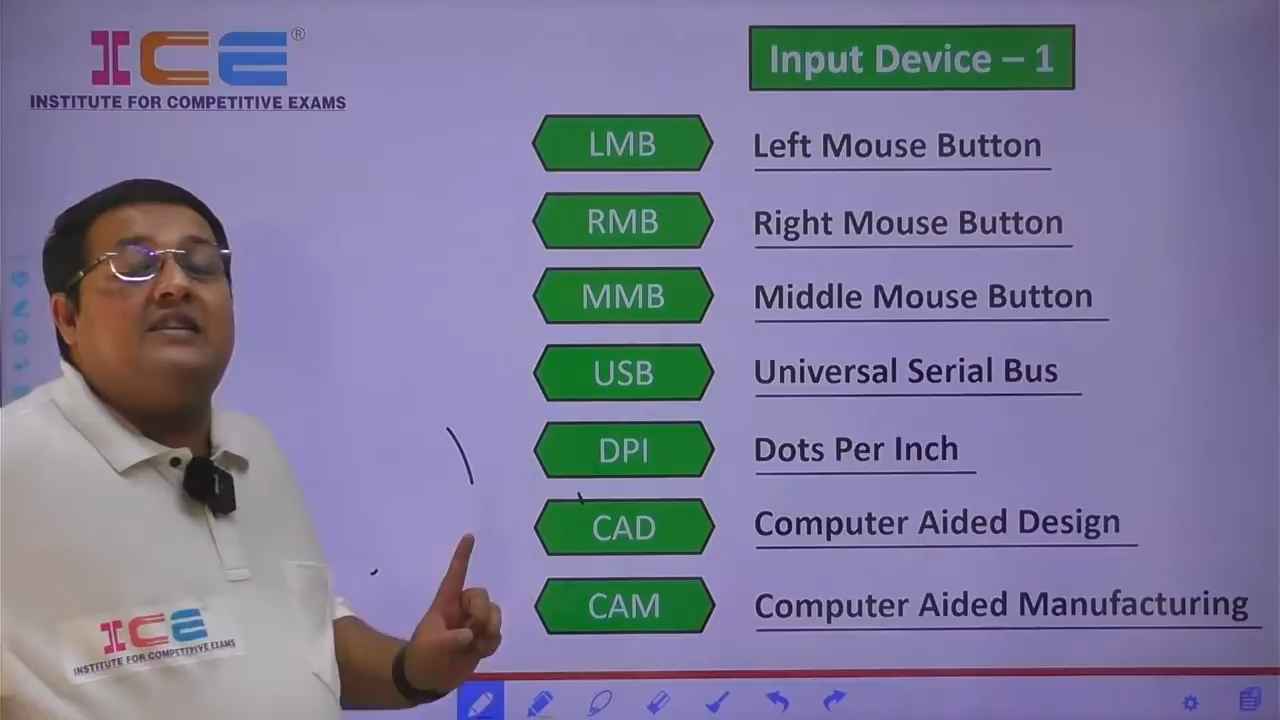 ICE®
INSTITUTE FOR COMPETITIVE EXAMS
Input Device – 1
LMB Left Mouse Button
RMB Right Mouse Button
MMB Middle Mouse Button
USB Universal Serial Bus
DPI Dots Per Inch
CAD Computer Aided Design
CAM Computer Aided Manufacturing
ICE
INSTITUTE FOR COMPETITIVE EXAMS